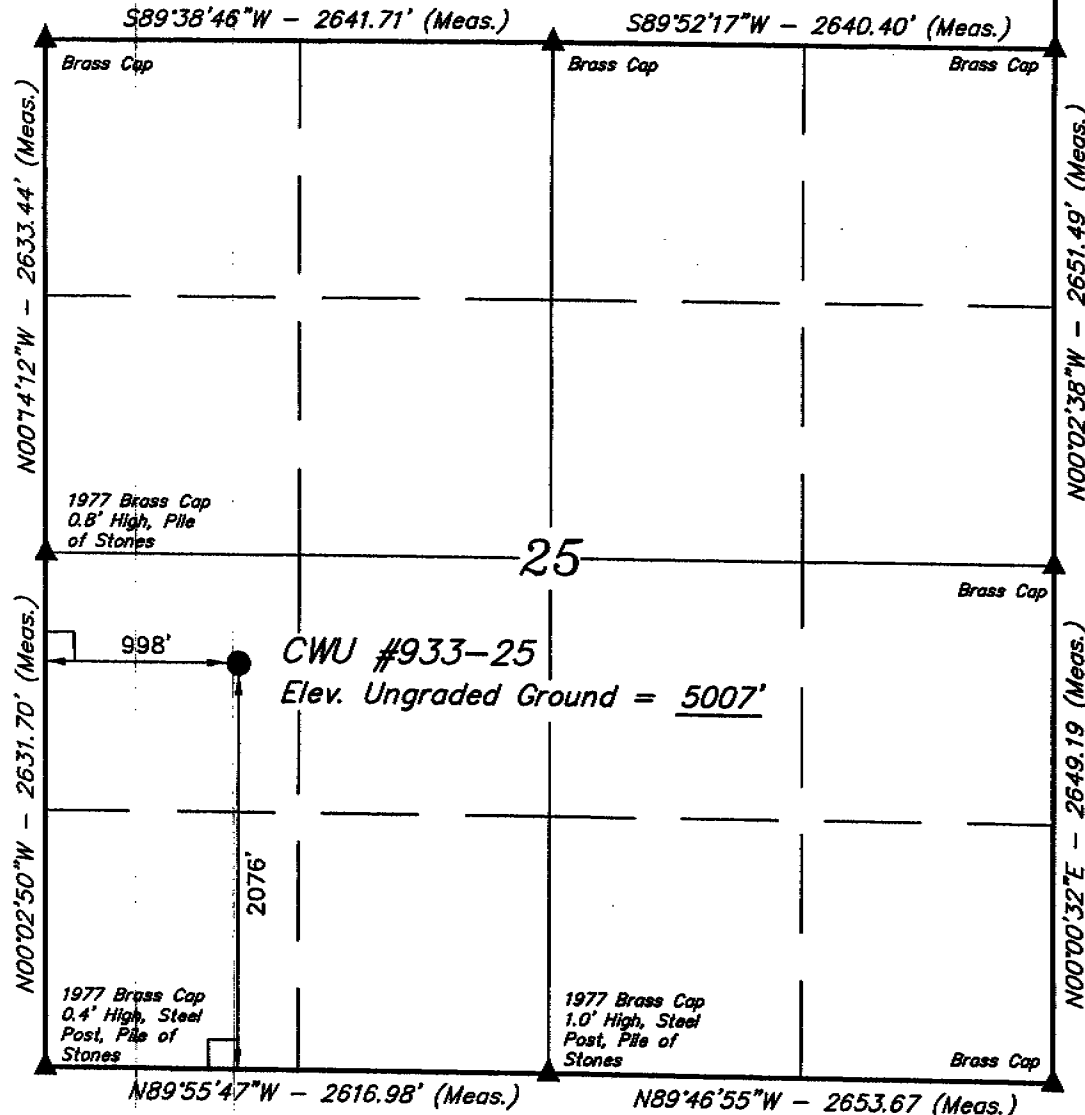 S89°38'46"W - 2641.71' (Meas.)
S89°52'17"W - 2640.40' (Meas.)
Brass Cap
Brass Cap
Brass Cap
N00°14'12"W - 2633.44' (Meas.)
N00°02'38"W - 2651.49' (Meas.)
1977 Brass Cap
0.8' High, Pile
of Stones
25
Brass Cap
998'
CWU #933-25
Elev. Ungraded Ground = 5007'
N00°02'50"W - 2631.70' (Meas.)
N00°00'32"E - 2649.19 (Meas.)
2076'
1977 Brass Cap
0.4' High, Steel
Post, Pile of
Stones
1977 Brass Cap
1.0' High, Steel
Post, Pile of
Stones
Brass Cap
N89°55'47"W - 2616.98' (Meas.)
N89°46'55"W - 2653.67 (Meas.)